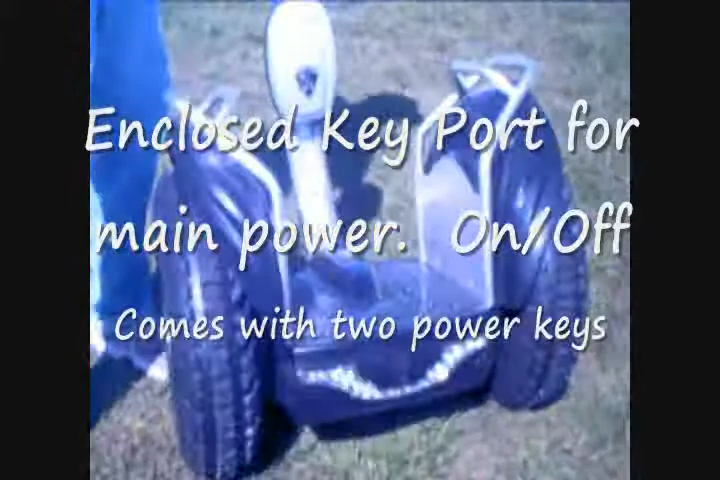 Enclosed Key Port for
main power. On/Off
Comes with two power keys